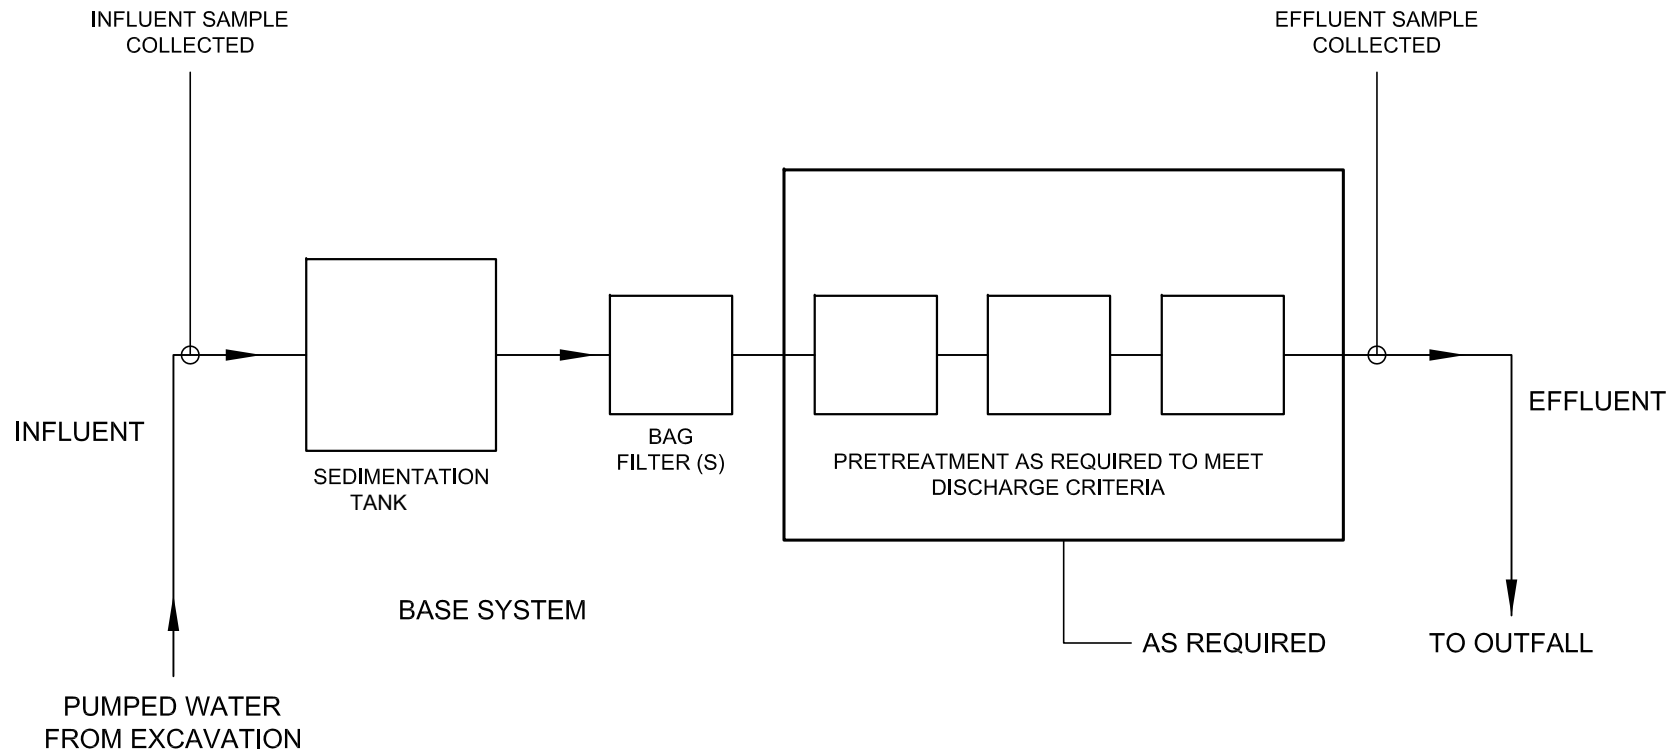 INFLUENT SAMPLE
COLLECTED
EFFLUENT SAMPLE
COLLECTED
INFLUENT
SEDIMENTATION
TANK
BAG
FILTER (S)
PRETREATMENT AS REQUIRED TO MEET
DISCHARGE CRITERIA
EFFLUENT
BASE SYSTEM
AS REQUIRED
TO OUTFALL
PUMPED WATER
FROM EXCAVATION